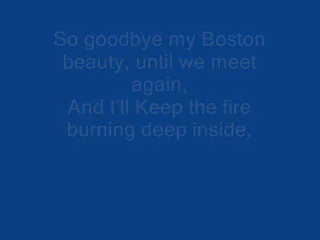 So goodbye my Boston
beauty, until we meet
again,
And I'll Keep the fire
burning deep inside,